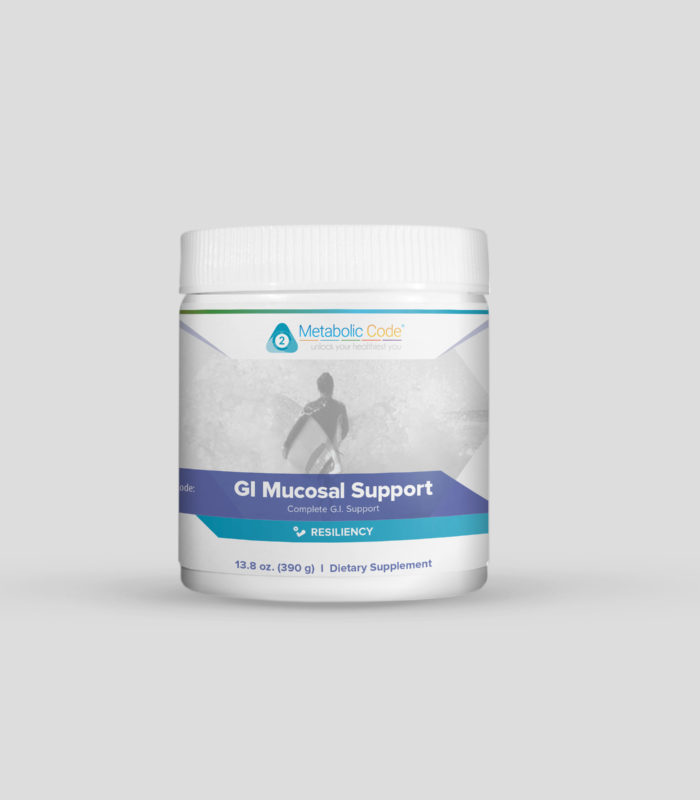 2
Metabolic Code®
unlock your healthiest you
ode:
GI Mucosal Support
Complete G.I. Support
RESILIENCY
13.8 oz. (390 g) | Dietary Supplement